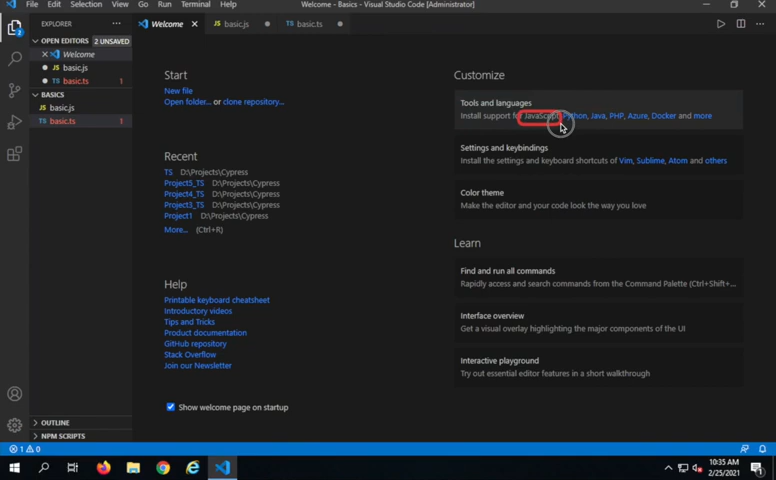 File Edit Selection View Go Run Terminal Help Welcome - Basics - Visual Studio Code [Administrator]
EXPLORER
Welcome
basic.js
TS basic.ts
OPEN EDITORS 2 UNSAVED
Welcome
JS basic.js
TS basic.ts 1
BASICS
JS basic.js
TS basic.ts 1
OUTLINE
NPM SCRIPTS
Start
New file
Open folder... or clone repository...
Recent
TS D:\Projects\Cypress
Project5_TS D:\Projects\Cypress
Project4_TS D:\Projects\Cypress
Project3_TS D:\Projects\Cypress
Project1 D:\Projects\Cypress
More... (Ctrl+R)
Help
Printable keyboard cheatsheet
Introductory videos
Tips and Tricks
Product documentation
GitHub repository
Stack Overflow
Join our Newsletter
Show welcome page on startup
Customize
Tools and languages
Install support for JavaScript, Python, Java, PHP, Azure, Docker and more
Settings and keybindings
Install the settings and keyboard shortcuts of Vim, Sublime, Atom and others
Color theme
Make the editor and your code look the way you love
Learn
Find and run all commands
Rapidly access and search commands from the Command Palette (Ctrl+Shift+...
Interface overview
Get a visual overlay highlighting the major components of the UI
Interactive playground
Try out essential editor features in a short walkthrough
1 0
10:35 AM
2/25/2021